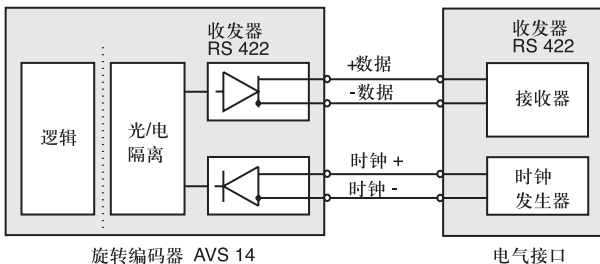 收发器
RS 422
收发器
RS 422
+数据
-数据
逻辑
光/电
隔离
接收器
时钟 +
时钟 -
时钟
发生器
旋转编码器 AVS 14
电气接口